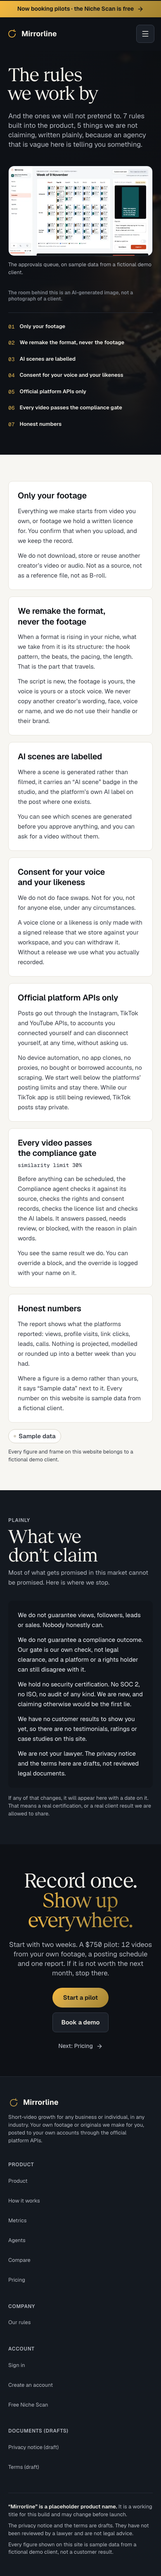 Now booking pilots · the Niche Scan is free →
Mirrorline
The rules
we work by
And the ones we will not pretend to. 7 rules
built into the product, 5 things we are not
claiming, written plainly, because an agency
that is vague here is telling you something.
The approvals queue, on sample data from a fictional demo
client.
The room behind this is an AI-generated image, not a
photograph of a client.
01 Only your footage
02 We remake the format, never the footage
03 AI scenes are labelled
04 Consent for your voice and your likeness
05 Official platform APIs only
06 Every video passes the compliance gate
07 Honest numbers
Only your footage
Everything we make starts from video you
own, or footage we hold a written licence
for. You confirm that when you upload, and
we keep the record.
We do not download, store or reuse another
creator's video or audio. Not as a source, not
as a reference file, not as B-roll.
We remake the format,
never the footage
When a format is rising in your niche, what
we take from it is its structure: the hook
pattern, the beats, the pacing, the length.
That is the part that travels.
The script is new, the footage is yours, the
voice is yours or a stock voice. We never
copy another creator's wording, face, voice
or name, and we do not use their handle or
their brand.
AI scenes are labelled
Where a scene is generated rather than
filmed, it carries an “AI scene” badge in the
studio, and the platform's own AI label on
the post where one exists.
You can see which scenes are generated
before you approve anything, and you can
ask for a video without them.
Consent for your voice
and your likeness
We do not do face swaps. Not for you, not
for anyone else, under any circumstances.
A voice clone or a likeness is only made with
a signed release that we store against your
workspace, and you can withdraw it.
Without a release we use what you actually
recorded.
Official platform APIs only
Posts go out through the Instagram, TikTok
and YouTube APIs, to accounts you
connected yourself and can disconnect
yourself, at any time, without asking us.
No device automation, no app clones, no
proxies, no bought or borrowed accounts, no
scraping. We start well below the platforms'
posting limits and stay there. While our
TikTok app is still being reviewed, TikTok
posts stay private.
Every video passes
the compliance gate
similarity limit 30%
Before anything can be scheduled, the
Compliance agent checks it against its
source, checks the rights and consent
records, checks the licence list and checks
the AI labels. It answers passed, needs
review, or blocked, with the reason in plain
words.
You see the same result we do. You can
override a block, and the override is logged
with your name on it.
Honest numbers
The report shows what the platforms
reported: views, profile visits, link clicks,
leads, calls. Nothing is projected, modelled
or rounded up into a better week than you
had.
Where a figure is a demo rather than yours,
it says “Sample data” next to it. Every
number on this website is sample data from
a fictional client.
Sample data
Every figure and frame on this website belongs to a
fictional demo client.
PLAINLY
What we
don't claim
Most of what gets promised in this market cannot
be promised. Here is where we stop.
We do not guarantee views, followers, leads
or sales. Nobody honestly can.
We do not guarantee a compliance outcome.
Our gate is our own check, not legal
clearance, and a platform or a rights holder
can still disagree with it.
We hold no security certification. No SOC 2,
no ISO, no audit of any kind. We are new, and
claiming otherwise would be the first lie.
We have no customer results to show you
yet, so there are no testimonials, ratings or
case studies on this site.
We are not your lawyer. The privacy notice
and the terms here are drafts, not reviewed
legal documents.
If any of that changes, it will appear here with a date on it.
That means a real certification, or a real client result we are
allowed to share.
Record once.
Show up
everywhere.
Start with two weeks. A $750 pilot: 12 videos
from your own footage, a posting schedule
and one report. If it is not worth the next
month, stop there.
Start a pilot
Book a demo
Next: Pricing →
Mirrorline
Short-video growth for any business or individual, in any
industry. Your own footage or originals we make for you,
posted to your own accounts through the official
platform APIs.
PRODUCT
Product
How it works
Metrics
Agents
Compare
Pricing
COMPANY
Our rules
ACCOUNT
Sign in
Create an account
Free Niche Scan
DOCUMENTS (DRAFTS)
Privacy notice (draft)
Terms (draft)
“Mirrorline” is a placeholder product name. It is a working
title for this build and may change before launch.
The privacy notice and the terms are drafts. They have not
been reviewed by a lawyer and are not legal advice.
Every figure shown on this site is sample data from a
fictional demo client, not a customer result.